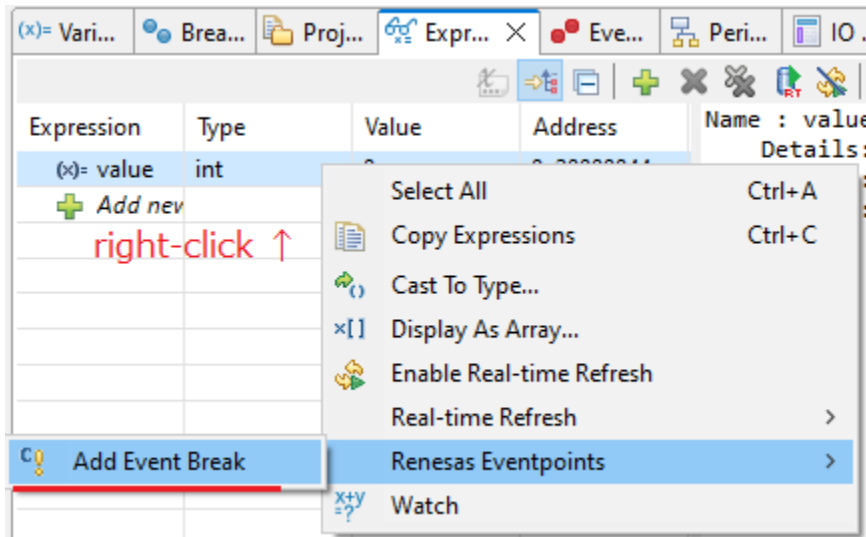 (x)= Vari... Brea... Proj... Expr... Eve... Peri... IO
Expression Type Value Address
(x)= value int
Add new
right-click ↑
Name : value
Details:
Select All Ctrl+A
Copy Expressions Ctrl+C
Cast To Type...
×[] Display As Array...
Enable Real-time Refresh
Real-time Refresh >
Add Event Break
Renesas Eventpoints >
x+y=? Watch